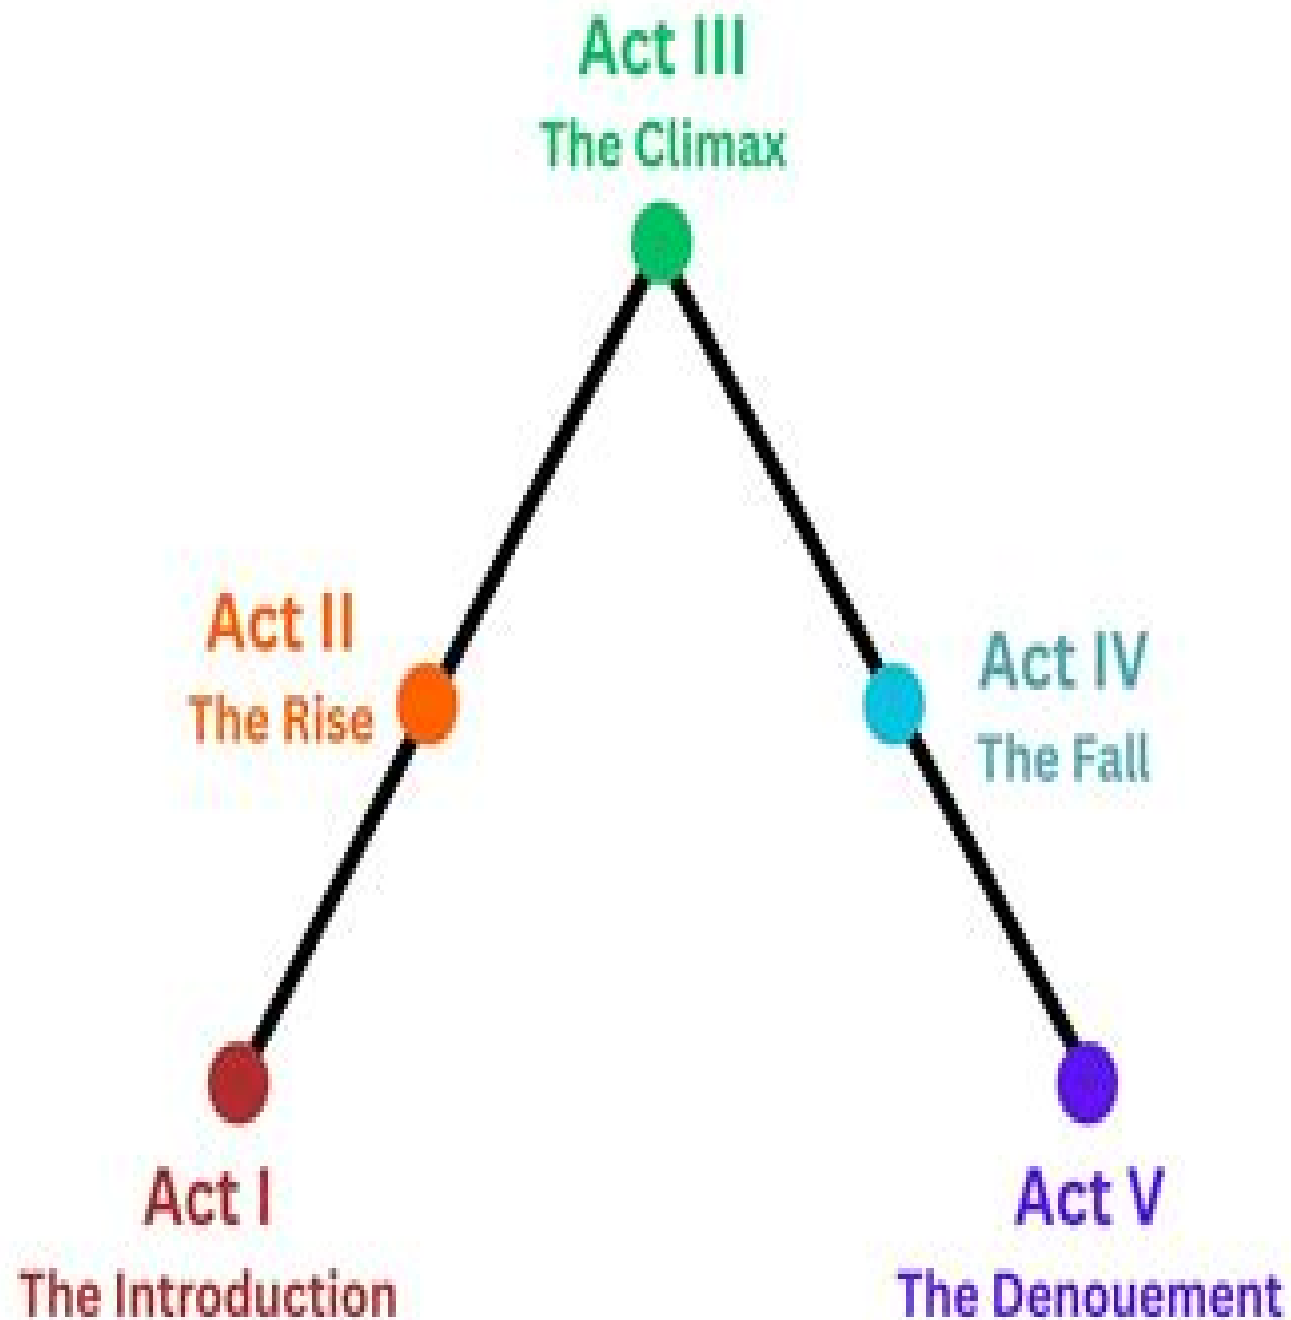 Act III
The Climax
Act II
The Rise
Act IV
The Fall
Act I
The Introduction
Act V
The Denouement